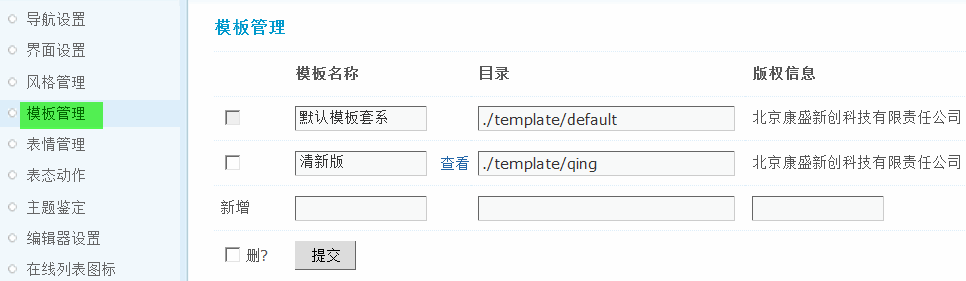 导航设置
界面设置
风格管理
模板管理
表情管理
表态动作
主题鉴定
编辑器设置
在线列表图标
模板管理
模板名称 目录 版权信息
默认模板套系 ./template/default 北京康盛新创科技有限责任公司
清新版 查看 ./template/qing 北京康盛新创科技有限责任公司
新增
删? 提交